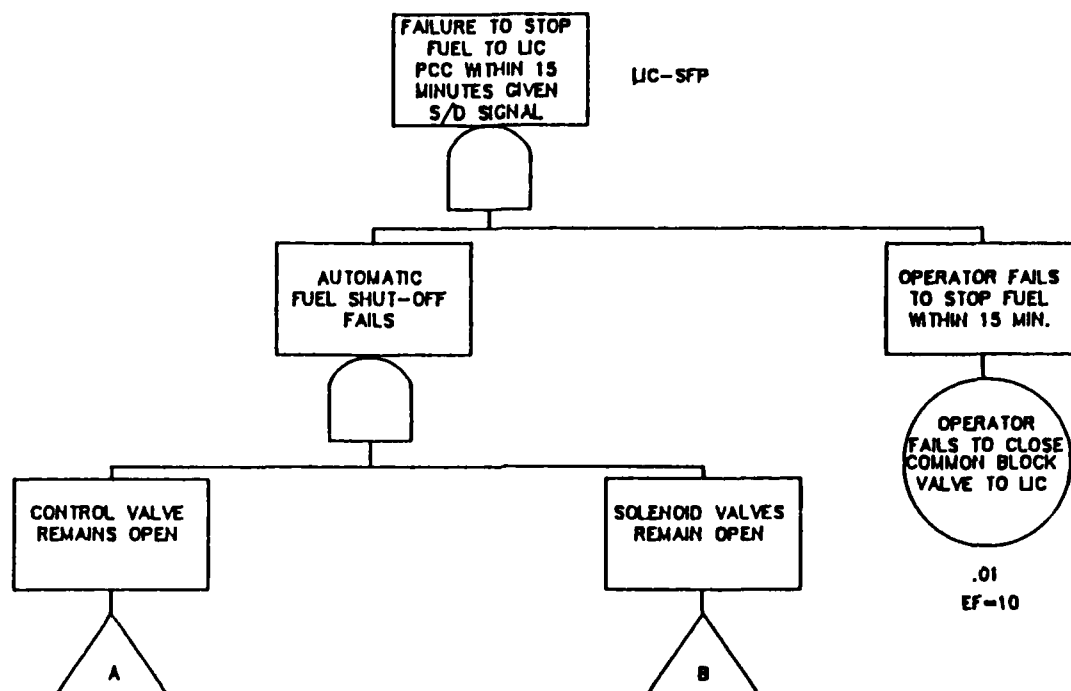 FAILURE TO STOP
FUEL TO LIC
PCC WITHIN 15
MINUTES GIVEN
S/D SIGNAL
LIC-SFP
AUTOMATIC
FUEL SHUT-OFF
FAILS
OPERATOR FAILS
TO STOP FUEL
WITHIN 15 MIN.
OPERATOR
FAILS TO CLOSE
COMMON BLOCK
VALVE TO LIC
.01
EF=10
CONTROL VALVE
REMAINS OPEN
SOLENOID VALVES
REMAIN OPEN
A
B